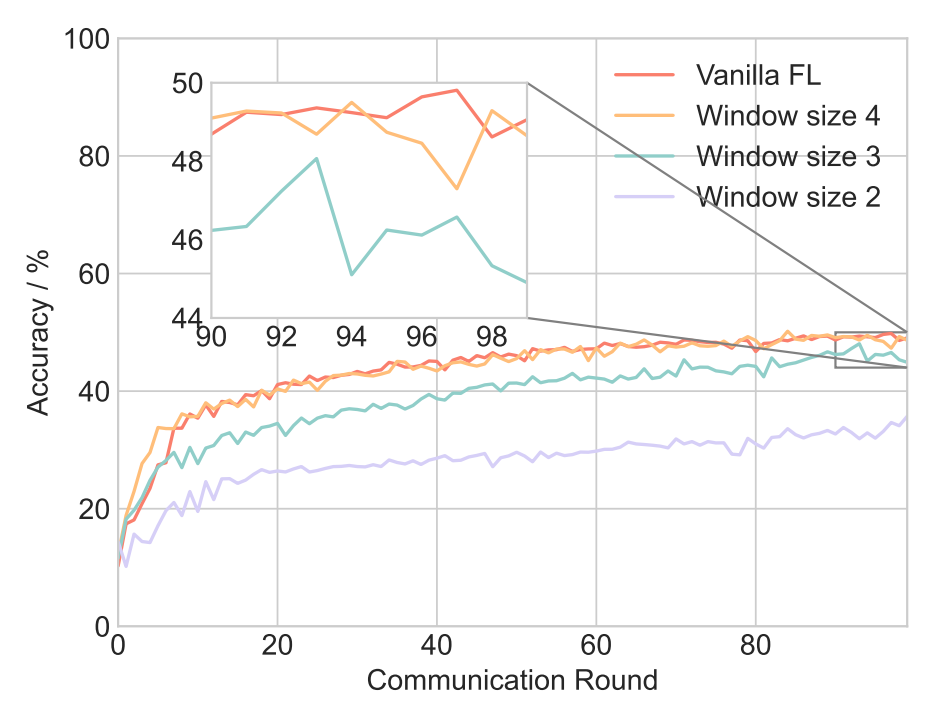 100
80
60
40
20
0
Accuracy / %
0 20 40 60 80
Communication Round
50
48
46
44
90 92 94 96 98
Vanilla FL
Window size 4
Window size 3
Window size 2